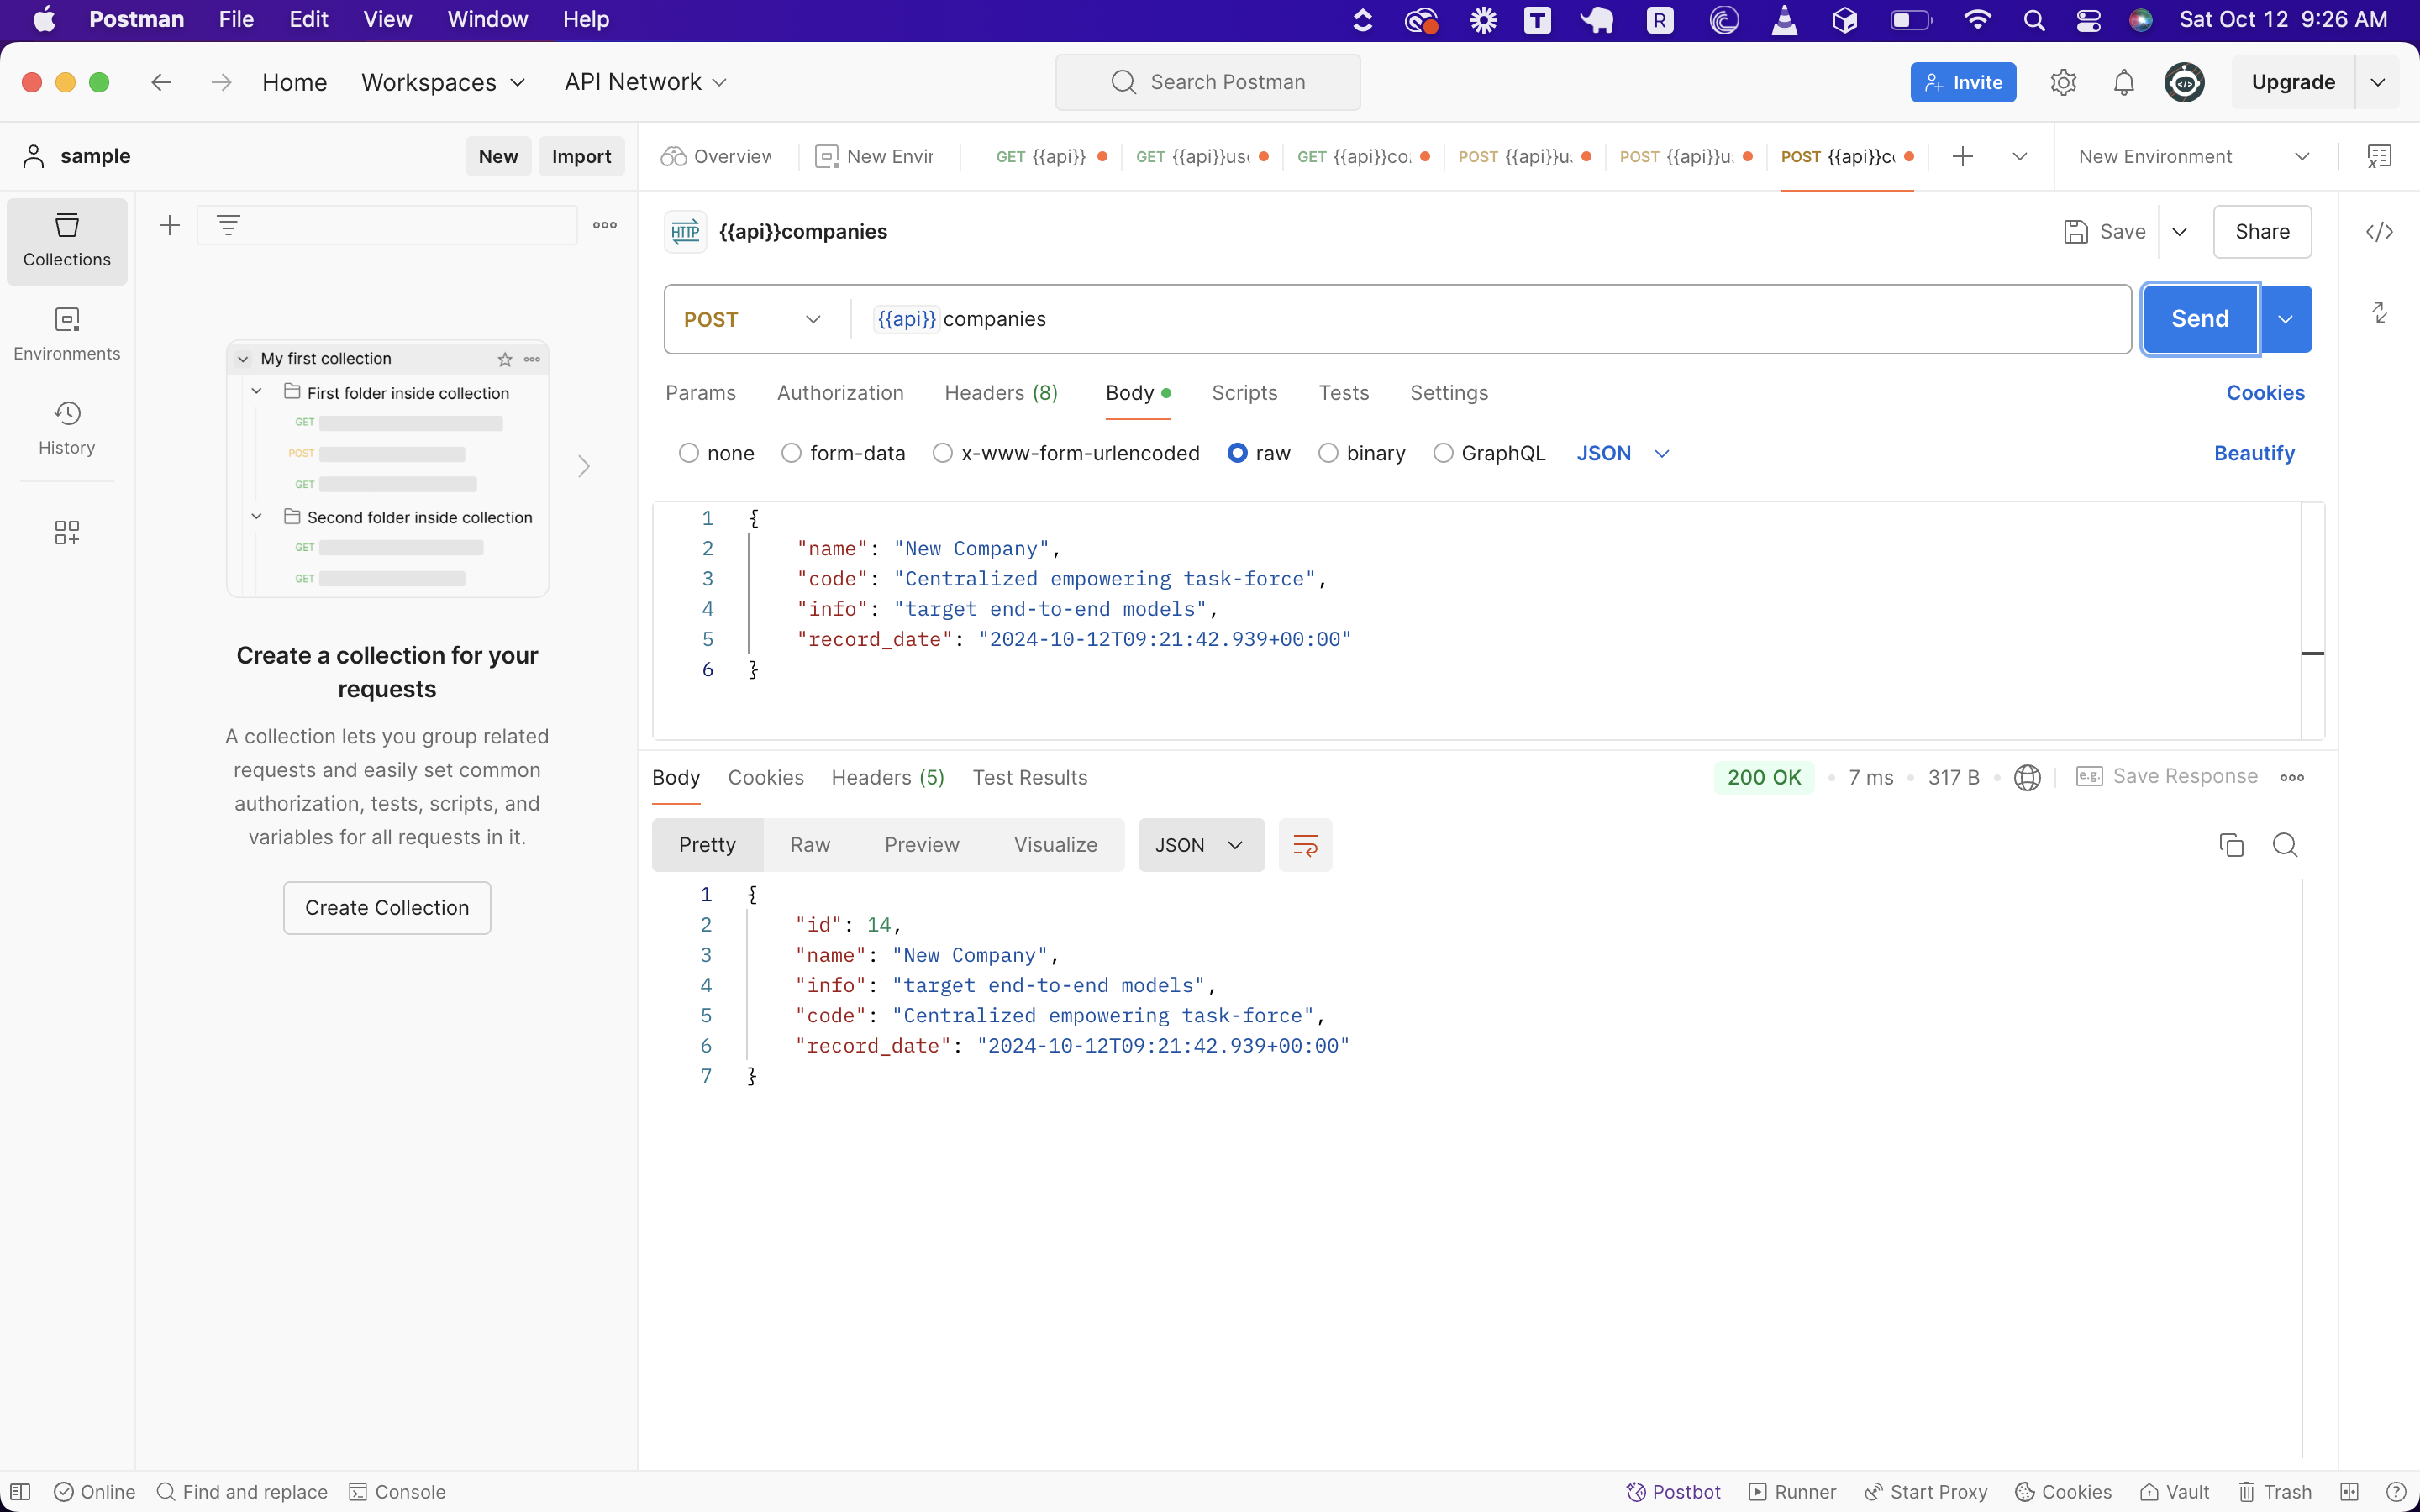 Postman File Edit View Window Help
Sat Oct 12 9:26 AM
Home Workspaces API Network
Search Postman
Invite
Upgrade
sample
New Import
Overview
New Envir
GET {{api}}
GET {{api}}us
GET {{api}}co.
POST {{api}}u.
POST {{api}}u.
POST {{api}}c
New Environment
Collections
Environments
History
My first collection
First folder inside collection
GET
POST
GET
Second folder inside collection
GET
GET
Create a collection for your
requests
A collection lets you group related
requests and easily set common
authorization, tests, scripts, and
variables for all requests in it.
Create Collection
HTTP {{api}}companies
Save
Share
POST {{api}}companies
Send
Params Authorization Headers (8) Body Scripts Tests Settings
Cookies
none form-data x-www-form-urlencoded raw binary GraphQL JSON
Beautify
1 {
2 "name": "New Company",
3 "code": "Centralized empowering task-force",
4 "info": "target end-to-end models",
5 "record_date": "2024-10-12T09:21:42.939+00:00"
6 }
Body Cookies Headers (5) Test Results
200 OK 7 ms 317 B
e.g. Save Response
Pretty Raw Preview Visualize JSON
1 {
2 "id": 14,
3 "name": "New Company",
4 "info": "target end-to-end models",
5 "code": "Centralized empowering task-force",
6 "record_date": "2024-10-12T09:21:42.939+00:00"
7 }
Online Find and replace Console
Postbot Runner Start Proxy Cookies Vault Trash